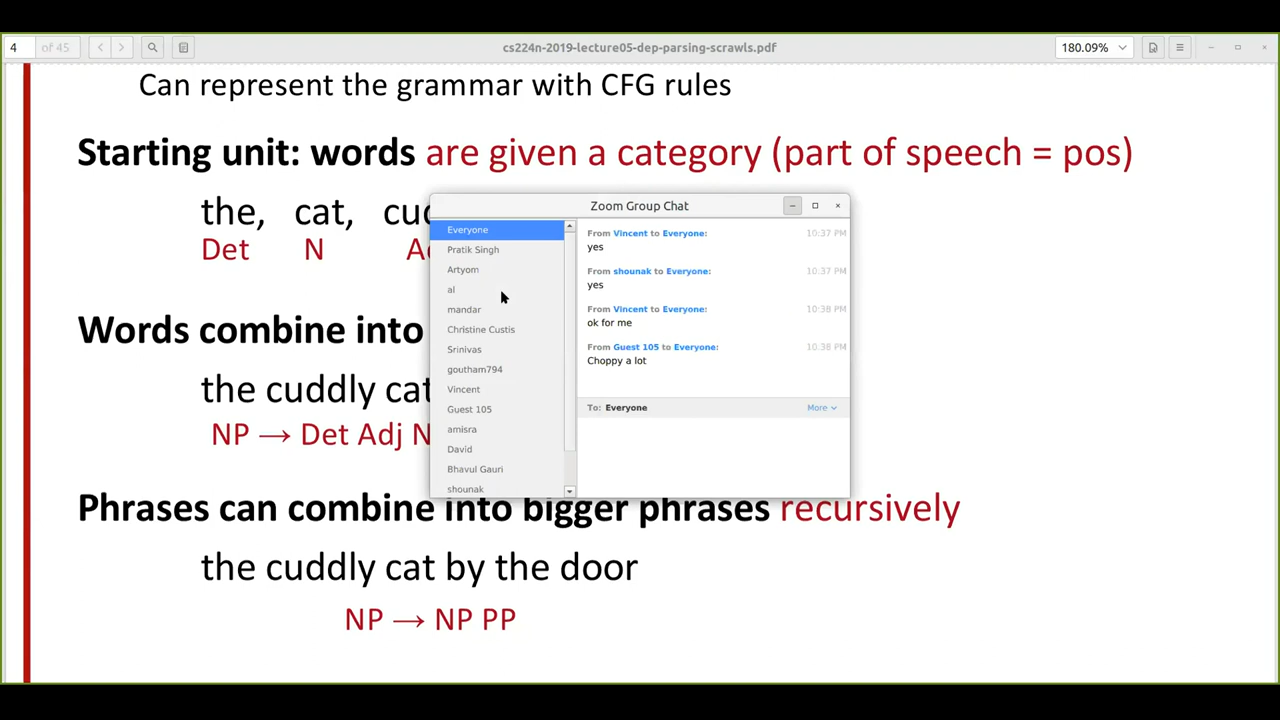 4 of 45
cs224n-2019-lecture05-dep-parsing-scrawls.pdf
180.09%
Can represent the grammar with CFG rules
Starting unit: words are given a category (part of speech = pos)
the, cat,
Det N
Words combine into
the cuddly cat
NP → Det Adj N
Phrases can combine into bigger phrases recursively
the cuddly cat by the door
NP → NP PP
Zoom Group Chat
Everyone
Pratik Singh
Artyom
al
mandar
Christine Custis
Srinivas
goutham794
Vincent
Guest 105
amisra
David
Bhavul Gauri
shounak
From Vincent to Everyone: 10:37 PM
yes
From shounak to Everyone: 10:37 PM
yes
From Vincent to Everyone: 10:38 PM
ok for me
From Guest 105 to Everyone: 10:38 PM
Choppy a lot
To: Everyone More